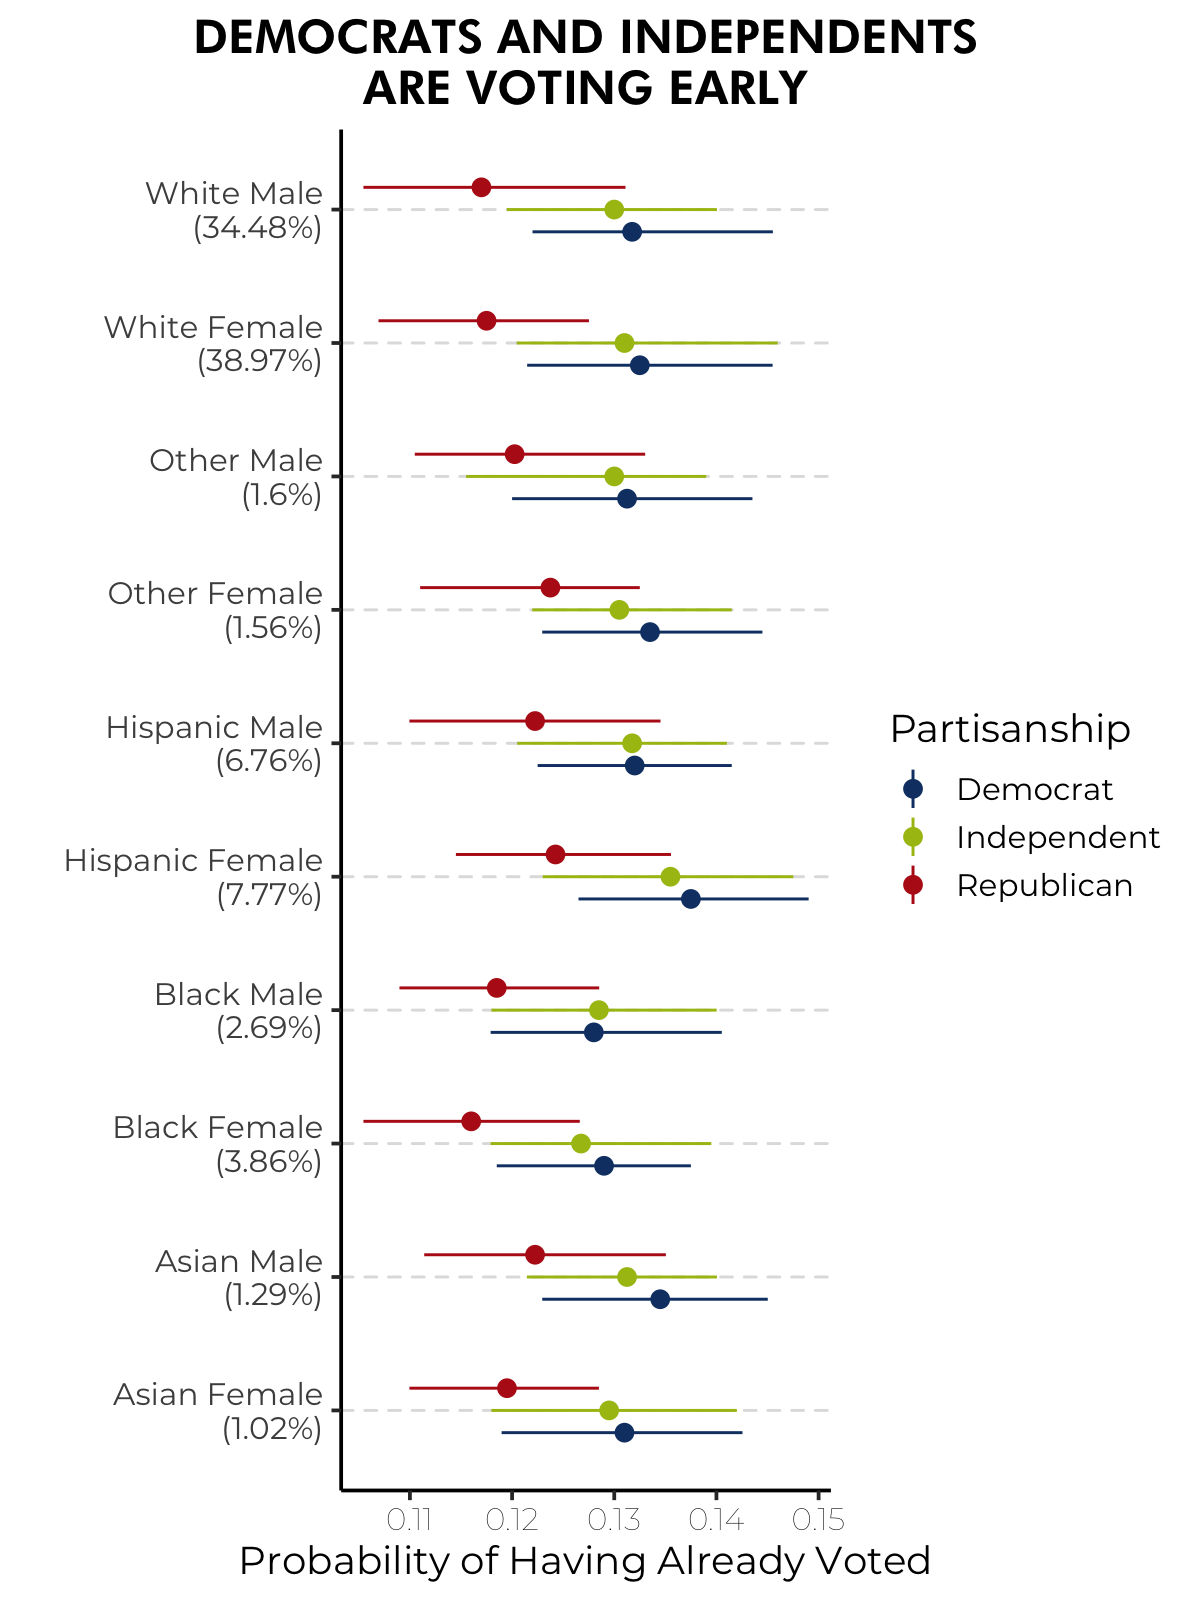 DEMOCRATS AND INDEPENDENTS
ARE VOTING EARLY
White Male
(34.48%)
White Female
(38.97%)
Other Male
(1.6%)
Other Female
(1.56%)
Hispanic Male
(6.76%)
Hispanic Female
(7.77%)
Black Male
(2.69%)
Black Female
(3.86%)
Asian Male
(1.29%)
Asian Female
(1.02%)
0.11 0.12 0.13 0.14 0.15
Probability of Having Already Voted
Partisanship
Democrat
Independent
Republican